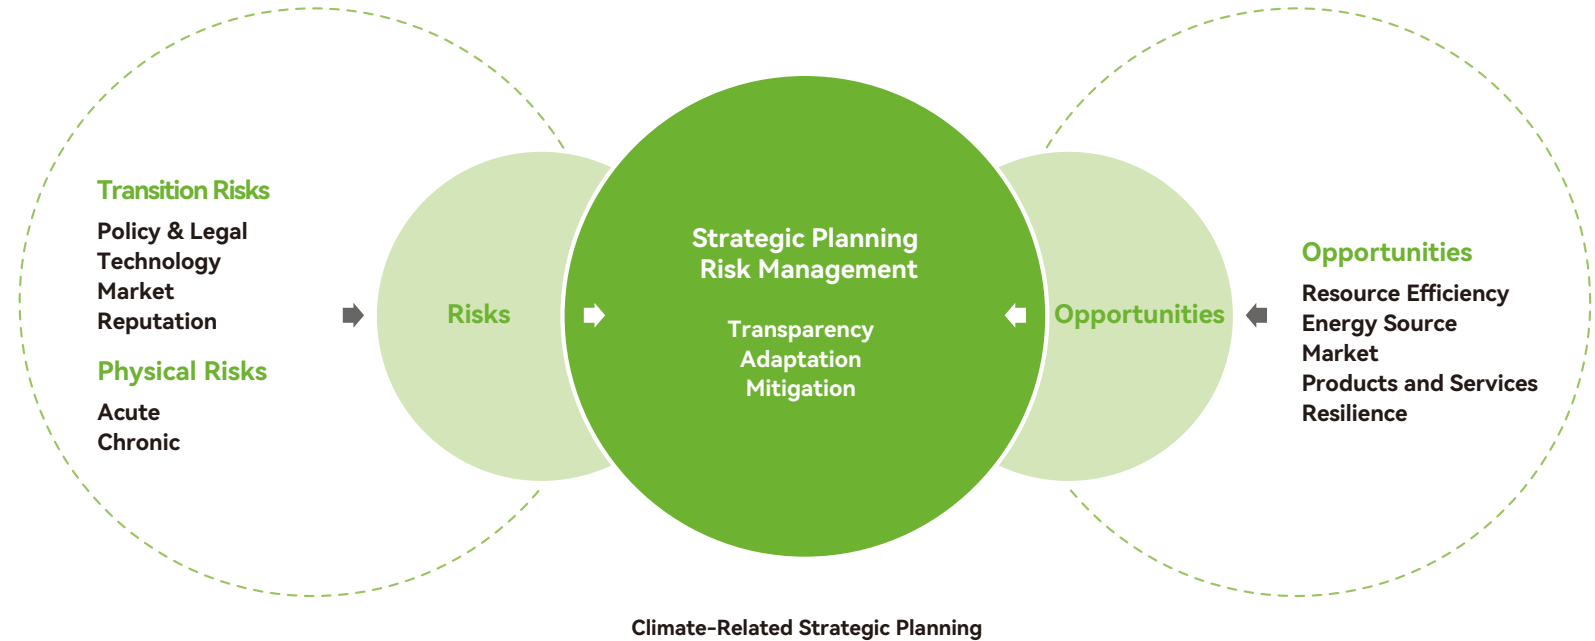 Transition Risks
Policy & Legal
Technology
Market
Reputation
Physical Risks
Acute
Chronic
Risks
Strategic Planning
Risk Management
Transparency
Adaptation
Mitigation
Opportunities
Opportunities
Resource Efficiency
Energy Source
Market
Products and Services
Resilience
Climate-Related Strategic Planning